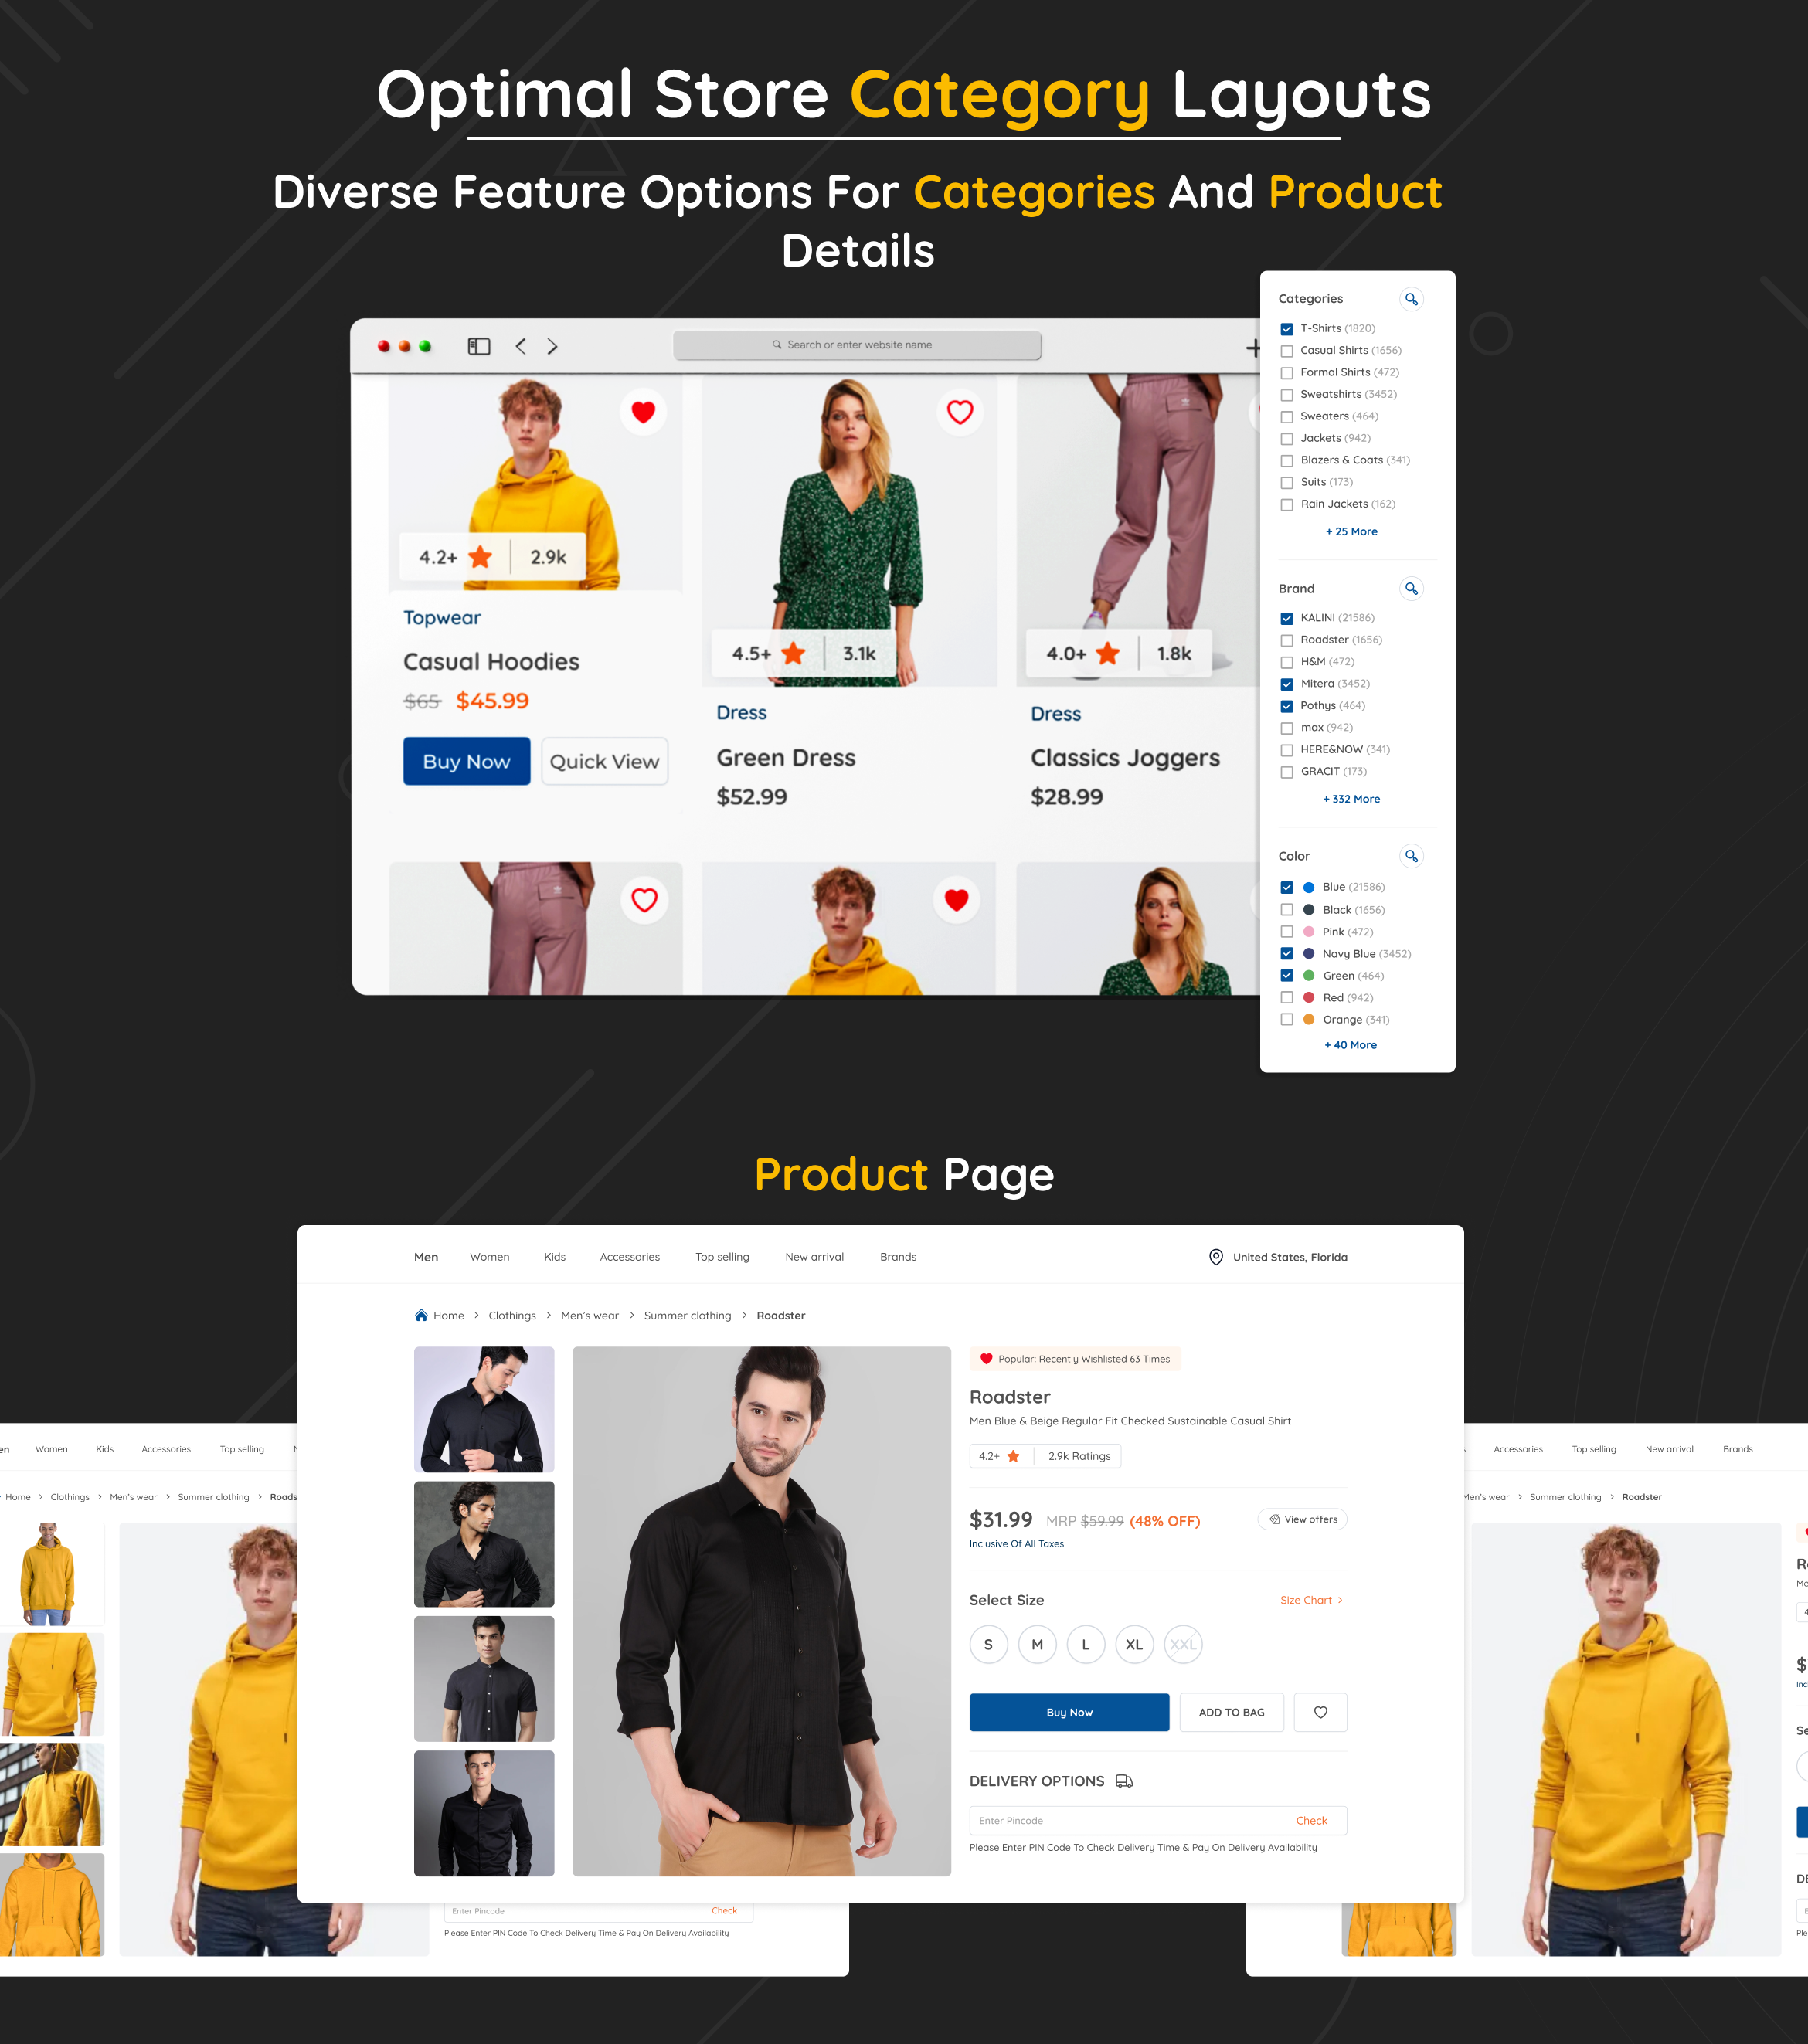 Optimal Store Category Layouts
Diverse Feature Options For Categories And Product
Details
Search or enter website name
4.2+ 2.9k
Topwear
Casual Hoodies
$65 $45.99
Buy Now Quick View
4.5+ 3.1k
Dress
Green Dress
$52.99
4.0+ 1.8k
Dress
Classics Joggers
$28.99
Categories
T-Shirts (1820)
Casual Shirts (1656)
Formal Shirts (472)
Sweatshirts (3452)
Sweaters (464)
Jackets (942)
Blazers & Coats (341)
Suits (173)
Rain Jackets (162)
+ 25 More
Brand
KALINI (21586)
Roadster (1656)
H&M (472)
Mitera (3452)
Pothys (464)
max (942)
HERE&NOW (341)
GRACIT (173)
+ 332 More
Color
Blue (21586)
Black (1656)
Pink (472)
Navy Blue (3452)
Green (464)
Red (942)
Orange (341)
+ 40 More
Product Page
Men Women Kids Accessories Top selling New arrival Brands United States, Florida
Home > Clothings > Men's wear > Summer clothing > Roadster
Popular: Recently Wishlisted 63 Times
Roadster
Men Blue & Beige Regular Fit Checked Sustainable Casual Shirt
4.2+ 2.9k Ratings
$31.99 MRP $59.99 (48% OFF) View offers
Inclusive Of All Taxes
Select Size Size Chart >
S M L XL XXL
Buy Now ADD TO BAG
DELIVERY OPTIONS
Enter Pincode Check
Please Enter PIN Code To Check Delivery Time & Pay On Delivery Availability
en Women Kids Accessories Top selling
Home > Clothings > Men's wear > Summer clothing > Roads
Enter Pincode Check
Please Enter PIN Code To Check Delivery Time & Pay On Delivery Availability
Accessories Top selling New arrival Brands
Men's wear > Summer clothing > Roadster